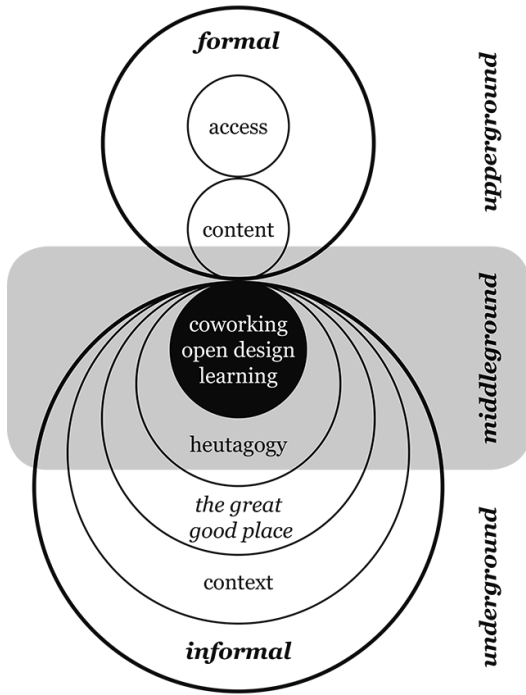 formal
access
content
coworking
open design
learning
heutagogy
the great
good place
context
informal
upperground
middleground
underground